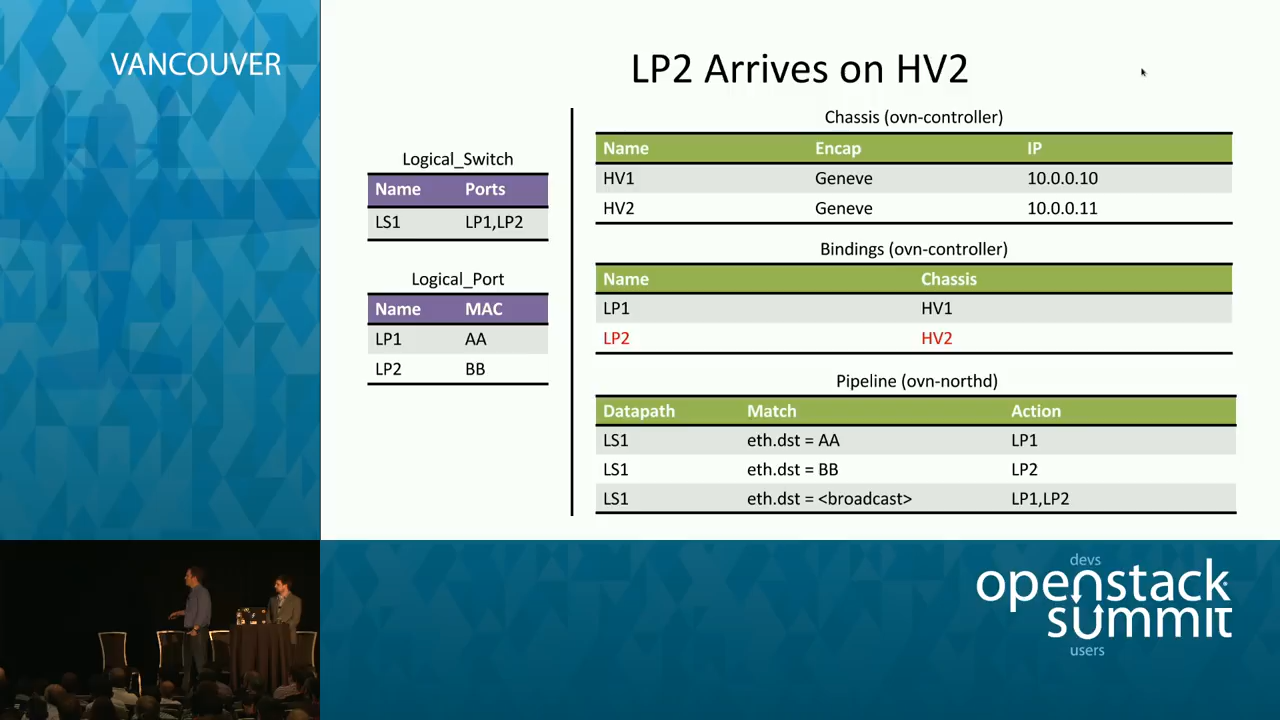 VANCOUVER
LP2 Arrives on HV2
Logical_Switch
Name Ports
LS1 LP1,LP2
Logical_Port
Name MAC
LP1 AA
LP2 BB
Chassis (ovn-controller)
Name Encap IP
HV1 Geneve 10.0.0.10
HV2 Geneve 10.0.0.11
Bindings (ovn-controller)
Name Chassis
LP1 HV1
LP2 HV2
Pipeline (ovn-northd)
Datapath Match Action
LS1 eth.dst = AA LP1
LS1 eth.dst = BB LP2
LS1 eth.dst = <broadcast> LP1,LP2
devs
openstack
summit
users